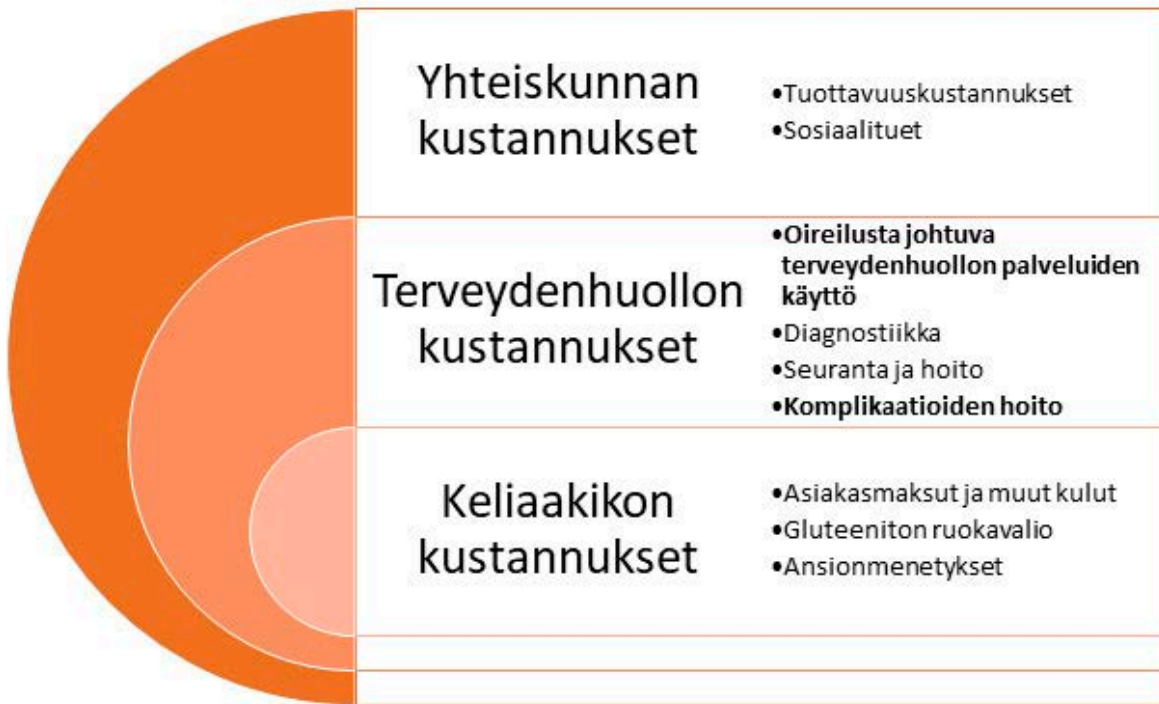 Yhteiskunnan
kustannukset
•Tuottavuuskustannukset
•Sosiaalituet
Terveydenhuollon
kustannukset
•Oireilusta johtuva
terveydenhuollon palveluiden
käyttö
•Diagnostiikka
•Seuranta ja hoito
•Komplikaatioiden hoito
Keliaakikon
kustannukset
•Asiakasmaksut ja muut kulut
•Gluteeniton ruokavalio
•Ansionmenetykset